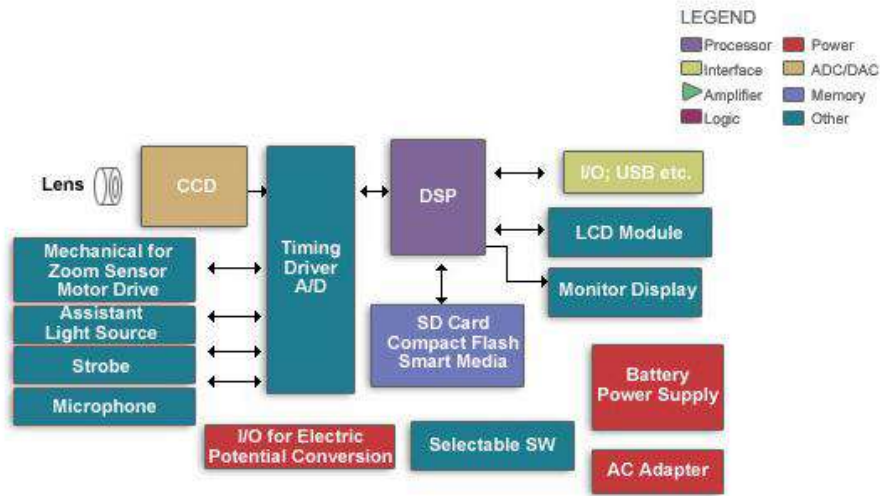 LEGEND
Processor
Power
Interface
ADC/DAC
Amplifier
Memory
Logic
Other
Lens
CCD
Timing
Driver
A/D
DSP
I/O; USB etc.
LCD Module
Monitor Display
Mechanical for
Zoom Sensor
Motor Drive
Assistant
Light Source
Strobe
Microphone
SD Card
Compact Flash
Smart Media
Battery
Power Supply
I/O for Electric
Potential Conversion
Selectable SW
AC Adapter